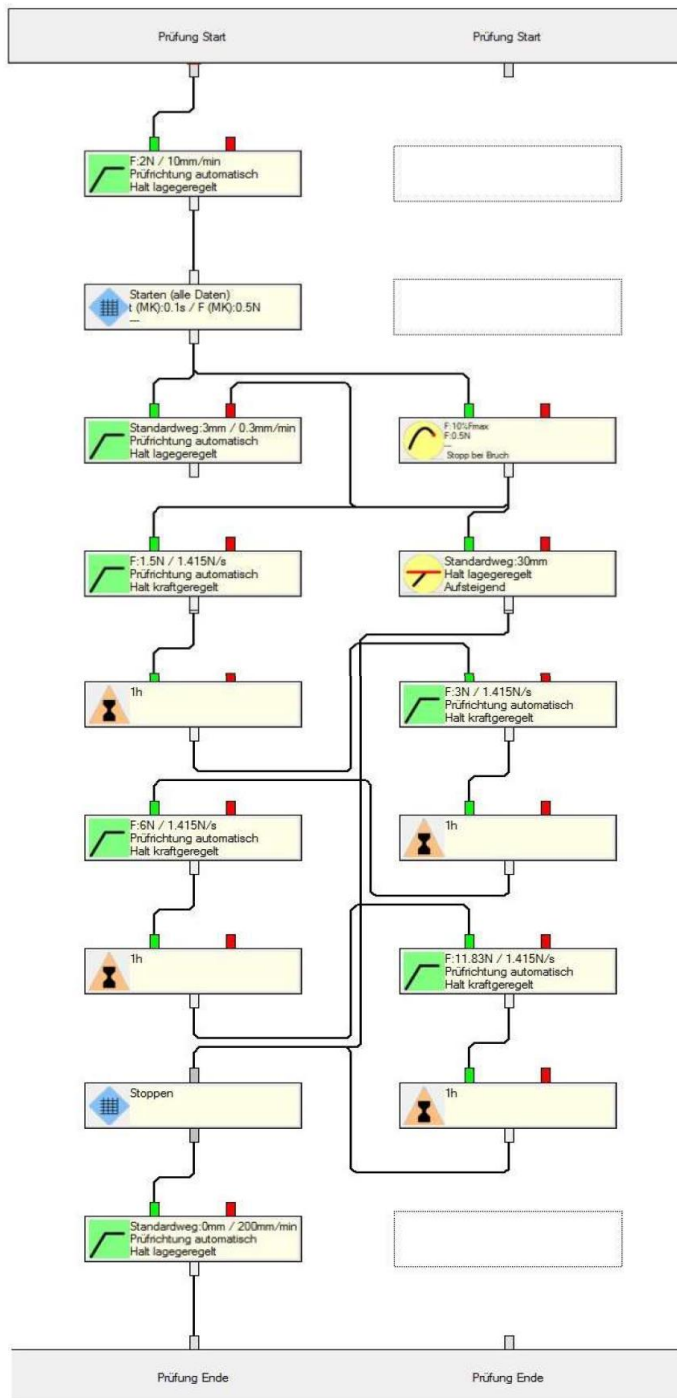 Prüfung Start
Prüfung Start
F:2N / 10mm/min
Prüfrichtung automatisch
Halt lagegeregelt
Starten (alle Daten)
t (MK):0.1s / F (MK):0.5N
---
Standardweg:3mm / 0.3mm/min
Prüfrichtung automatisch
Halt lagegeregelt
F:10%Fmax
F:0.5N
---
Stopp bei Bruch
F:1.5N / 1.415N/s
Prüfrichtung automatisch
Halt kraftgeregelt
Standardweg:30mm
Halt lagegeregelt
Aufsteigend
1h
F:3N / 1.415N/s
Prüfrichtung automatisch
Halt kraftgeregelt
F:6N / 1.415N/s
Prüfrichtung automatisch
Halt kraftgeregelt
1h
1h
F:11.83N / 1.415N/s
Prüfrichtung automatisch
Halt kraftgeregelt
Stoppen
1h
Standardweg:0mm / 200mm/min
Prüfrichtung automatisch
Halt lagegeregelt
Prüfung Ende
Prüfung Ende